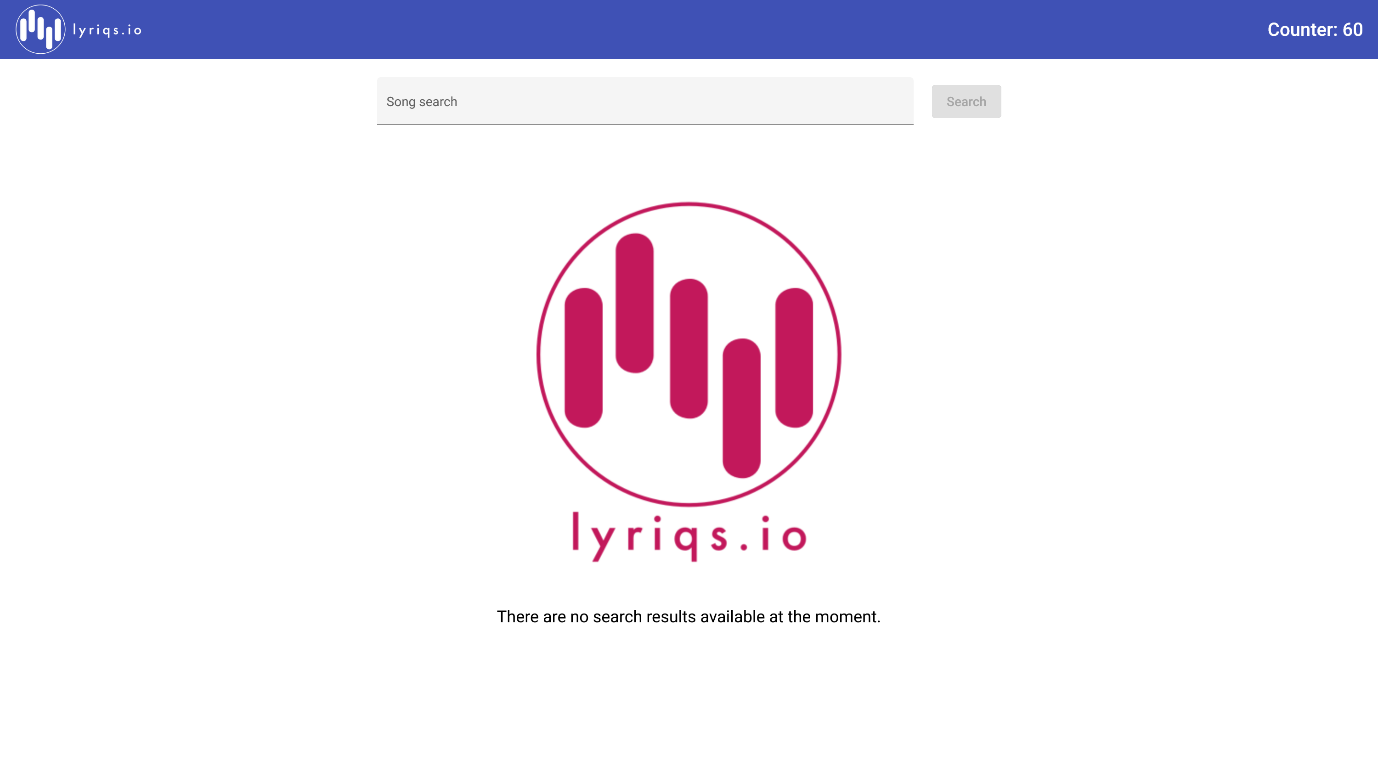 lyriqs.io
Counter: 60
Song search
Search
lyriqs.io
There are no search results available at the moment.